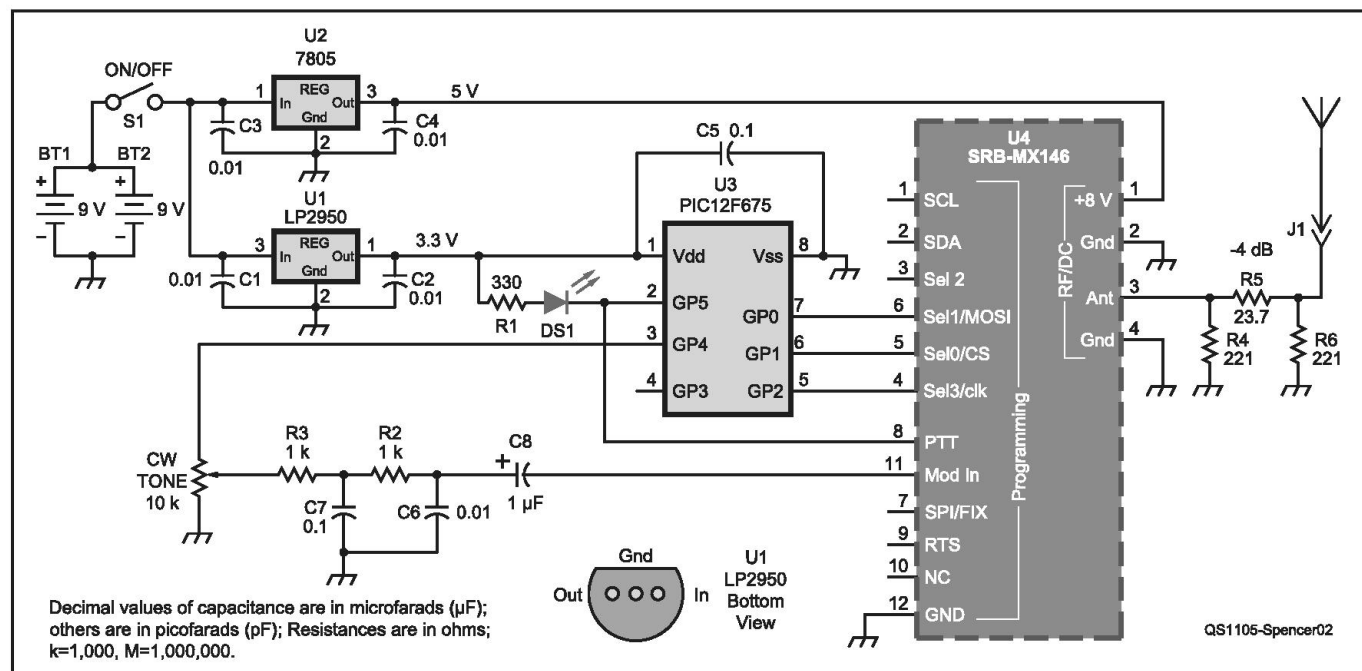 U2
7805
ON/OFF
S1
1
REG
In
Out
Gnd
3
2
5 V
C3
0.01
C4
0.01
BT1
BT2
+
+
9 V
9 V
–
–
U1
LP2950
3
REG
In
Out
Gnd
1
2
3.3 V
0.01
C1
C2
0.01
C5
0.1
U3
PIC12F675
1
Vdd
Vss
8
330
R1
DS1
2
GP5
GP0
7
3
GP4
GP1
6
4
GP3
GP2
5
U4
SRB-MX146
1
SCL
2
SDA
3
Sel 2
6
Sel1/MOSI
5
Sel0/CS
4
Sel3/clk
8
PTT
11
Mod In
7
SPI/FIX
9
RTS
10
NC
12
GND
Programming
RF/DC
+8 V
1
Gnd
2
Ant
3
Gnd
4
J1
-4 dB
R5
23.7
R4
221
R6
221
CW
TONE
10 k
R3
1 k
R2
1 k
C7
0.1
C6
0.01
C8
+
1 µF
Gnd
Out
In
U1
LP2950
Bottom
View
Decimal values of capacitance are in microfarads (µF);
others are in picofarads (pF); Resistances are in ohms;
k=1,000, M=1,000,000.
QS1105-Spencer02